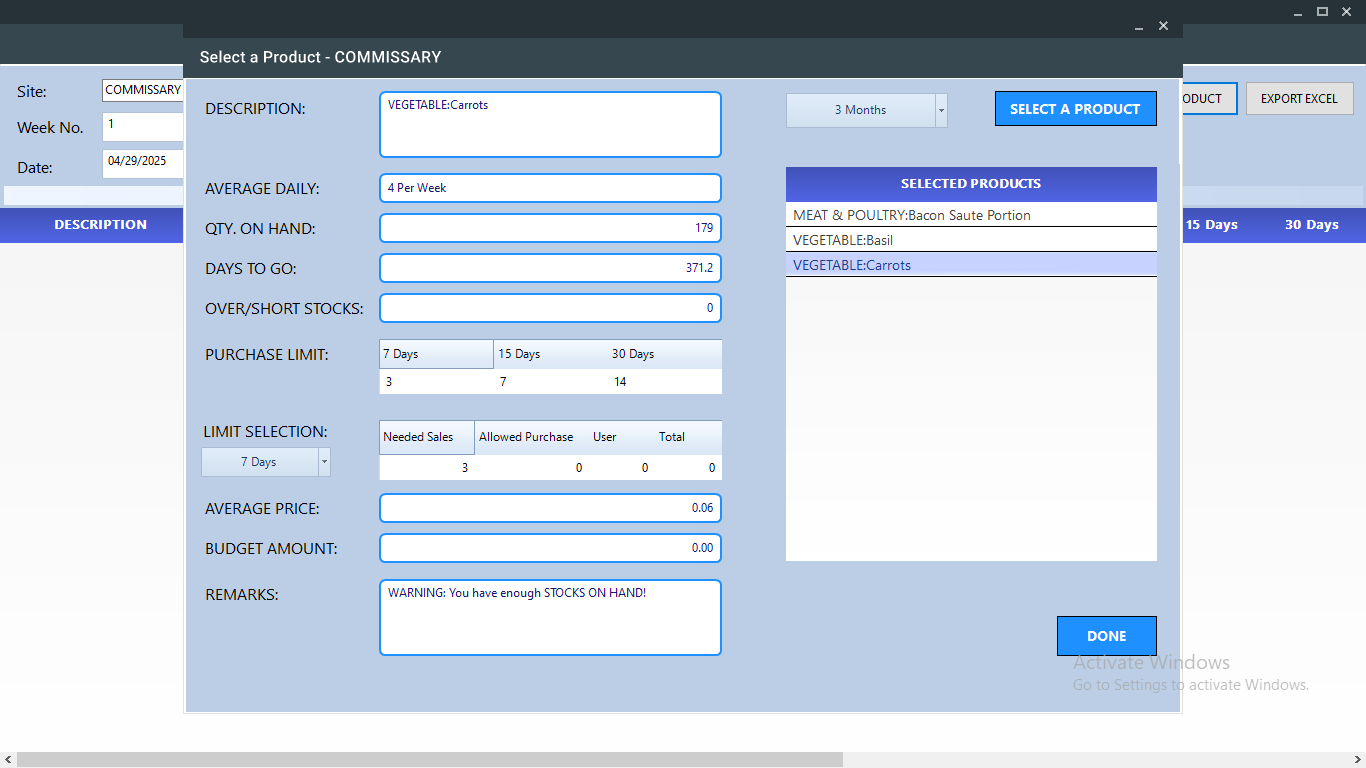 Select a Product - COMMISSARY
Site:
COMMISSARY
Week No.
1
Date:
04/29/2025
DESCRIPTION
DESCRIPTION:
VEGETABLE:Carrots
AVERAGE DAILY:
4 Per Week
QTY. ON HAND:
179
DAYS TO GO:
371.2
OVER/SHORT STOCKS:
0
PURCHASE LIMIT:
7 Days 15 Days 30 Days
3 7 14
LIMIT SELECTION:
7 Days
Needed Sales Allowed Purchase User Total
3 0 0 0
AVERAGE PRICE:
0.06
BUDGET AMOUNT:
0.00
REMARKS:
WARNING: You have enough STOCKS ON HAND!
3 Months
SELECT A PRODUCT
SELECTED PRODUCTS
MEAT & POULTRY:Bacon Saute Portion
VEGETABLE:Basil
VEGETABLE:Carrots
DONE
ODUCT
EXPORT EXCEL
15 Days 30 Days
Activate Windows
Go to Settings to activate Windows.